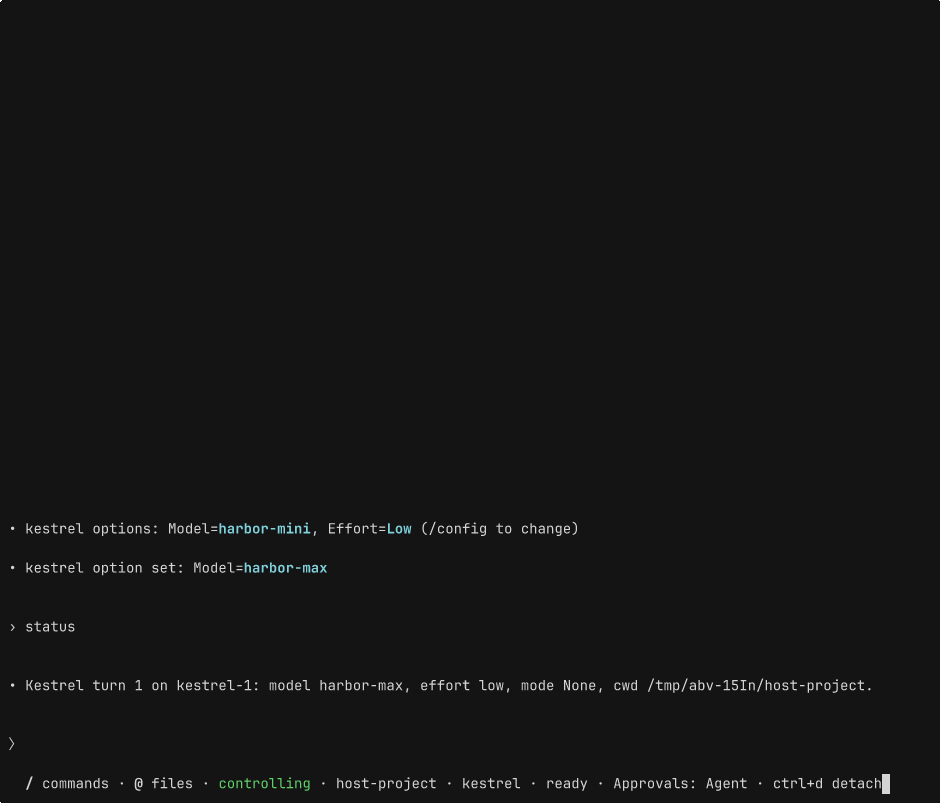 • kestrel options: Model=harbor-mini, Effort=Low (/config to change)
• kestrel option set: Model=harbor-max
› status
• Kestrel turn 1 on kestrel-1: model harbor-max, effort low, mode None, cwd /tmp/abv-15In/host-project.
〉
/ commands · @ files · controlling · host-project · kestrel · ready · Approvals: Agent · ctrl+d detach